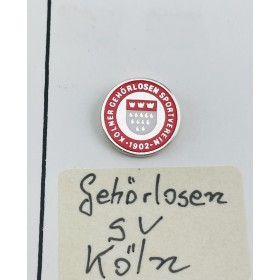 KÖLNER GEHÖRLOSEN SPORTVEREIN
·1902·
Gehörlosen
SV
Köln